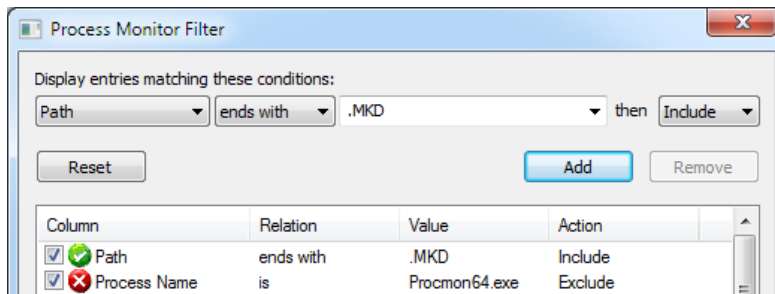 Process Monitor Filter
Display entries matching these conditions:
Path ends with .MKD then Include
Reset Add Remove
Column Relation Value Action
Path ends with .MKD Include
Process Name is Procmon64.exe Exclude